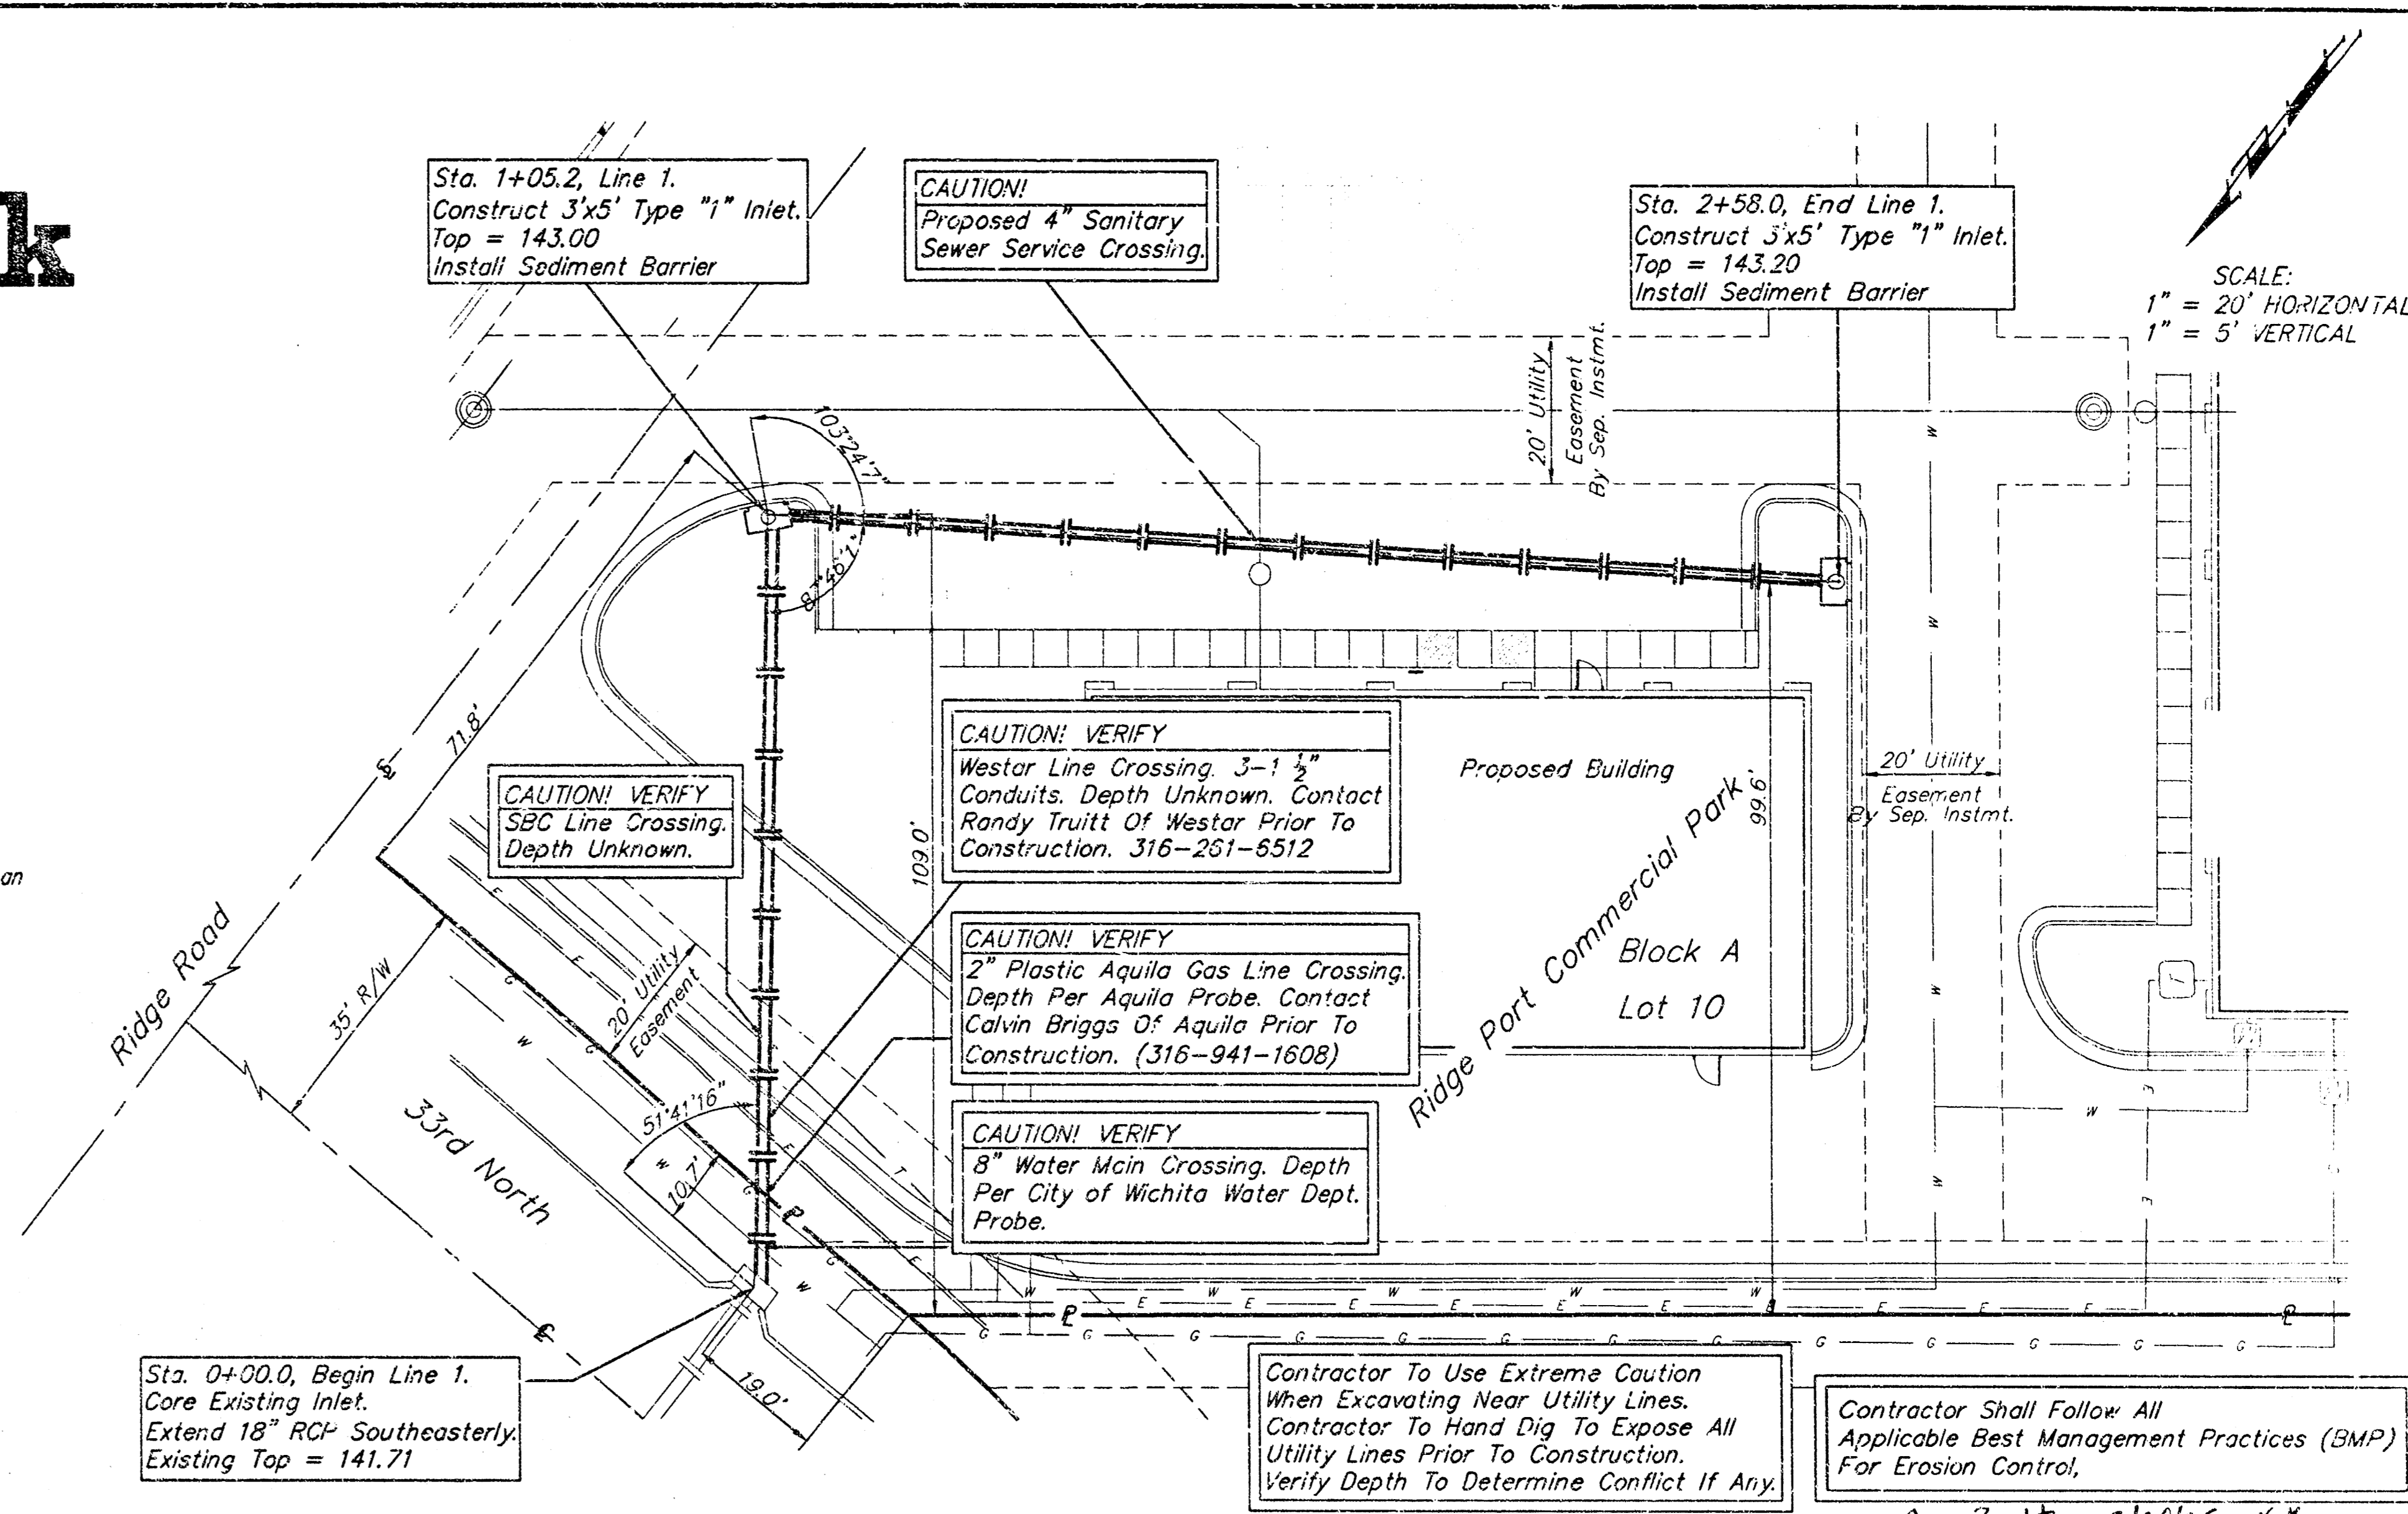 k
Sta. 1+05.2, Line 1.
Construct 3'x5' Type "1" Inlet.
Top = 143.00
Install Sediment Barrier
CAUTION!
Proposed 4" Sanitary
Sewer Service Crossing.
Sta. 2+58.0, End Line 1.
Construct 3'x5' Type "1" Inlet.
Top = 143.20
Install Sediment Barrier
SCALE:
1" = 20' HORIZONTAL
1" = 5' VERTICAL
20' Utility
Easement
By Sep. Instmt.
103°24'7"
71.8'
CAUTION! VERIFY
SBC Line Crossing.
Depth Unknown.
CAUTION! VERIFY
Westar Line Crossing. 3-1 1/2"
Conduits. Depth Unknown. Contact
Randy Truitt Of Westar Prior To
Construction. 316-261-6512
Proposed Building
109.0'
99.6'
20' Utility
Easement
By Sep. Instmt.
an
CAUTION! VERIFY
2" Plastic Aquila Gas Line Crossing.
Depth Per Aquila Probe. Contact
Calvin Briggs Of Aquila Prior To
Construction. (316-941-1608)
Ridge Port Commercial Park
Block A
Lot 10
Ridge Road
35' R/W
20' Utility
Easement
51°41'16"
10.7'
33rd North
CAUTION! VERIFY
8" Water Main Crossing. Depth
Per City of Wichita Water Dept.
Probe.
19.0'
Sta. 0+00.0, Begin Line 1.
Core Existing Inlet.
Extend 18" RCP Southeasterly.
Existing Top = 141.71
Contractor To Use Extreme Caution
When Excavating Near Utility Lines.
Contractor To Hand Dig To Expose All
Utility Lines Prior To Construction.
Verify Depth To Determine Conflict If Any.
Contractor Shall Follow All
Applicable Best Management Practices (BMP)
For Erosion Control,